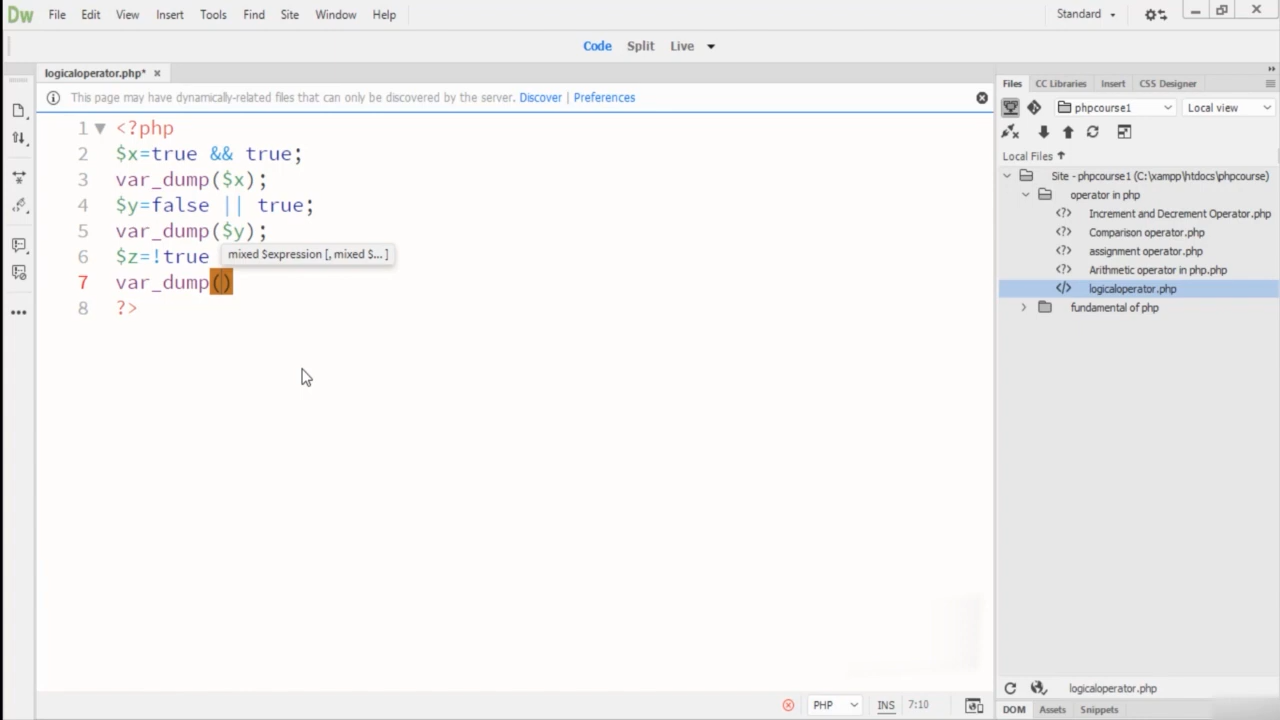 Dw File Edit View Insert Tools Find Site Window Help Standard
Code Split Live
logicaloperator.php*
This page may have dynamically-related files that can only be discovered by the server. Discover | Preferences
1 <?php
2 $x=true && true;
3 var_dump($x);
4 $y=false || true;
5 var_dump($y);
6 $z=!true
mixed $expression [, mixed $... ]
7 var_dump()
8 ?>
PHP INS 7:10
Files CC Libraries Insert CSS Designer
phpcourse1 Local view
Local Files
Site - phpcourse1 (C:\xampp\htdocs\phpcourse)
operator in php
Increment and Decrement Operator.php
Comparison operator.php
assignment operator.php
Arithmetic operator in php.php
logicaloperator.php
fundamental of php
logicaloperator.php
DOM Assets Snippets